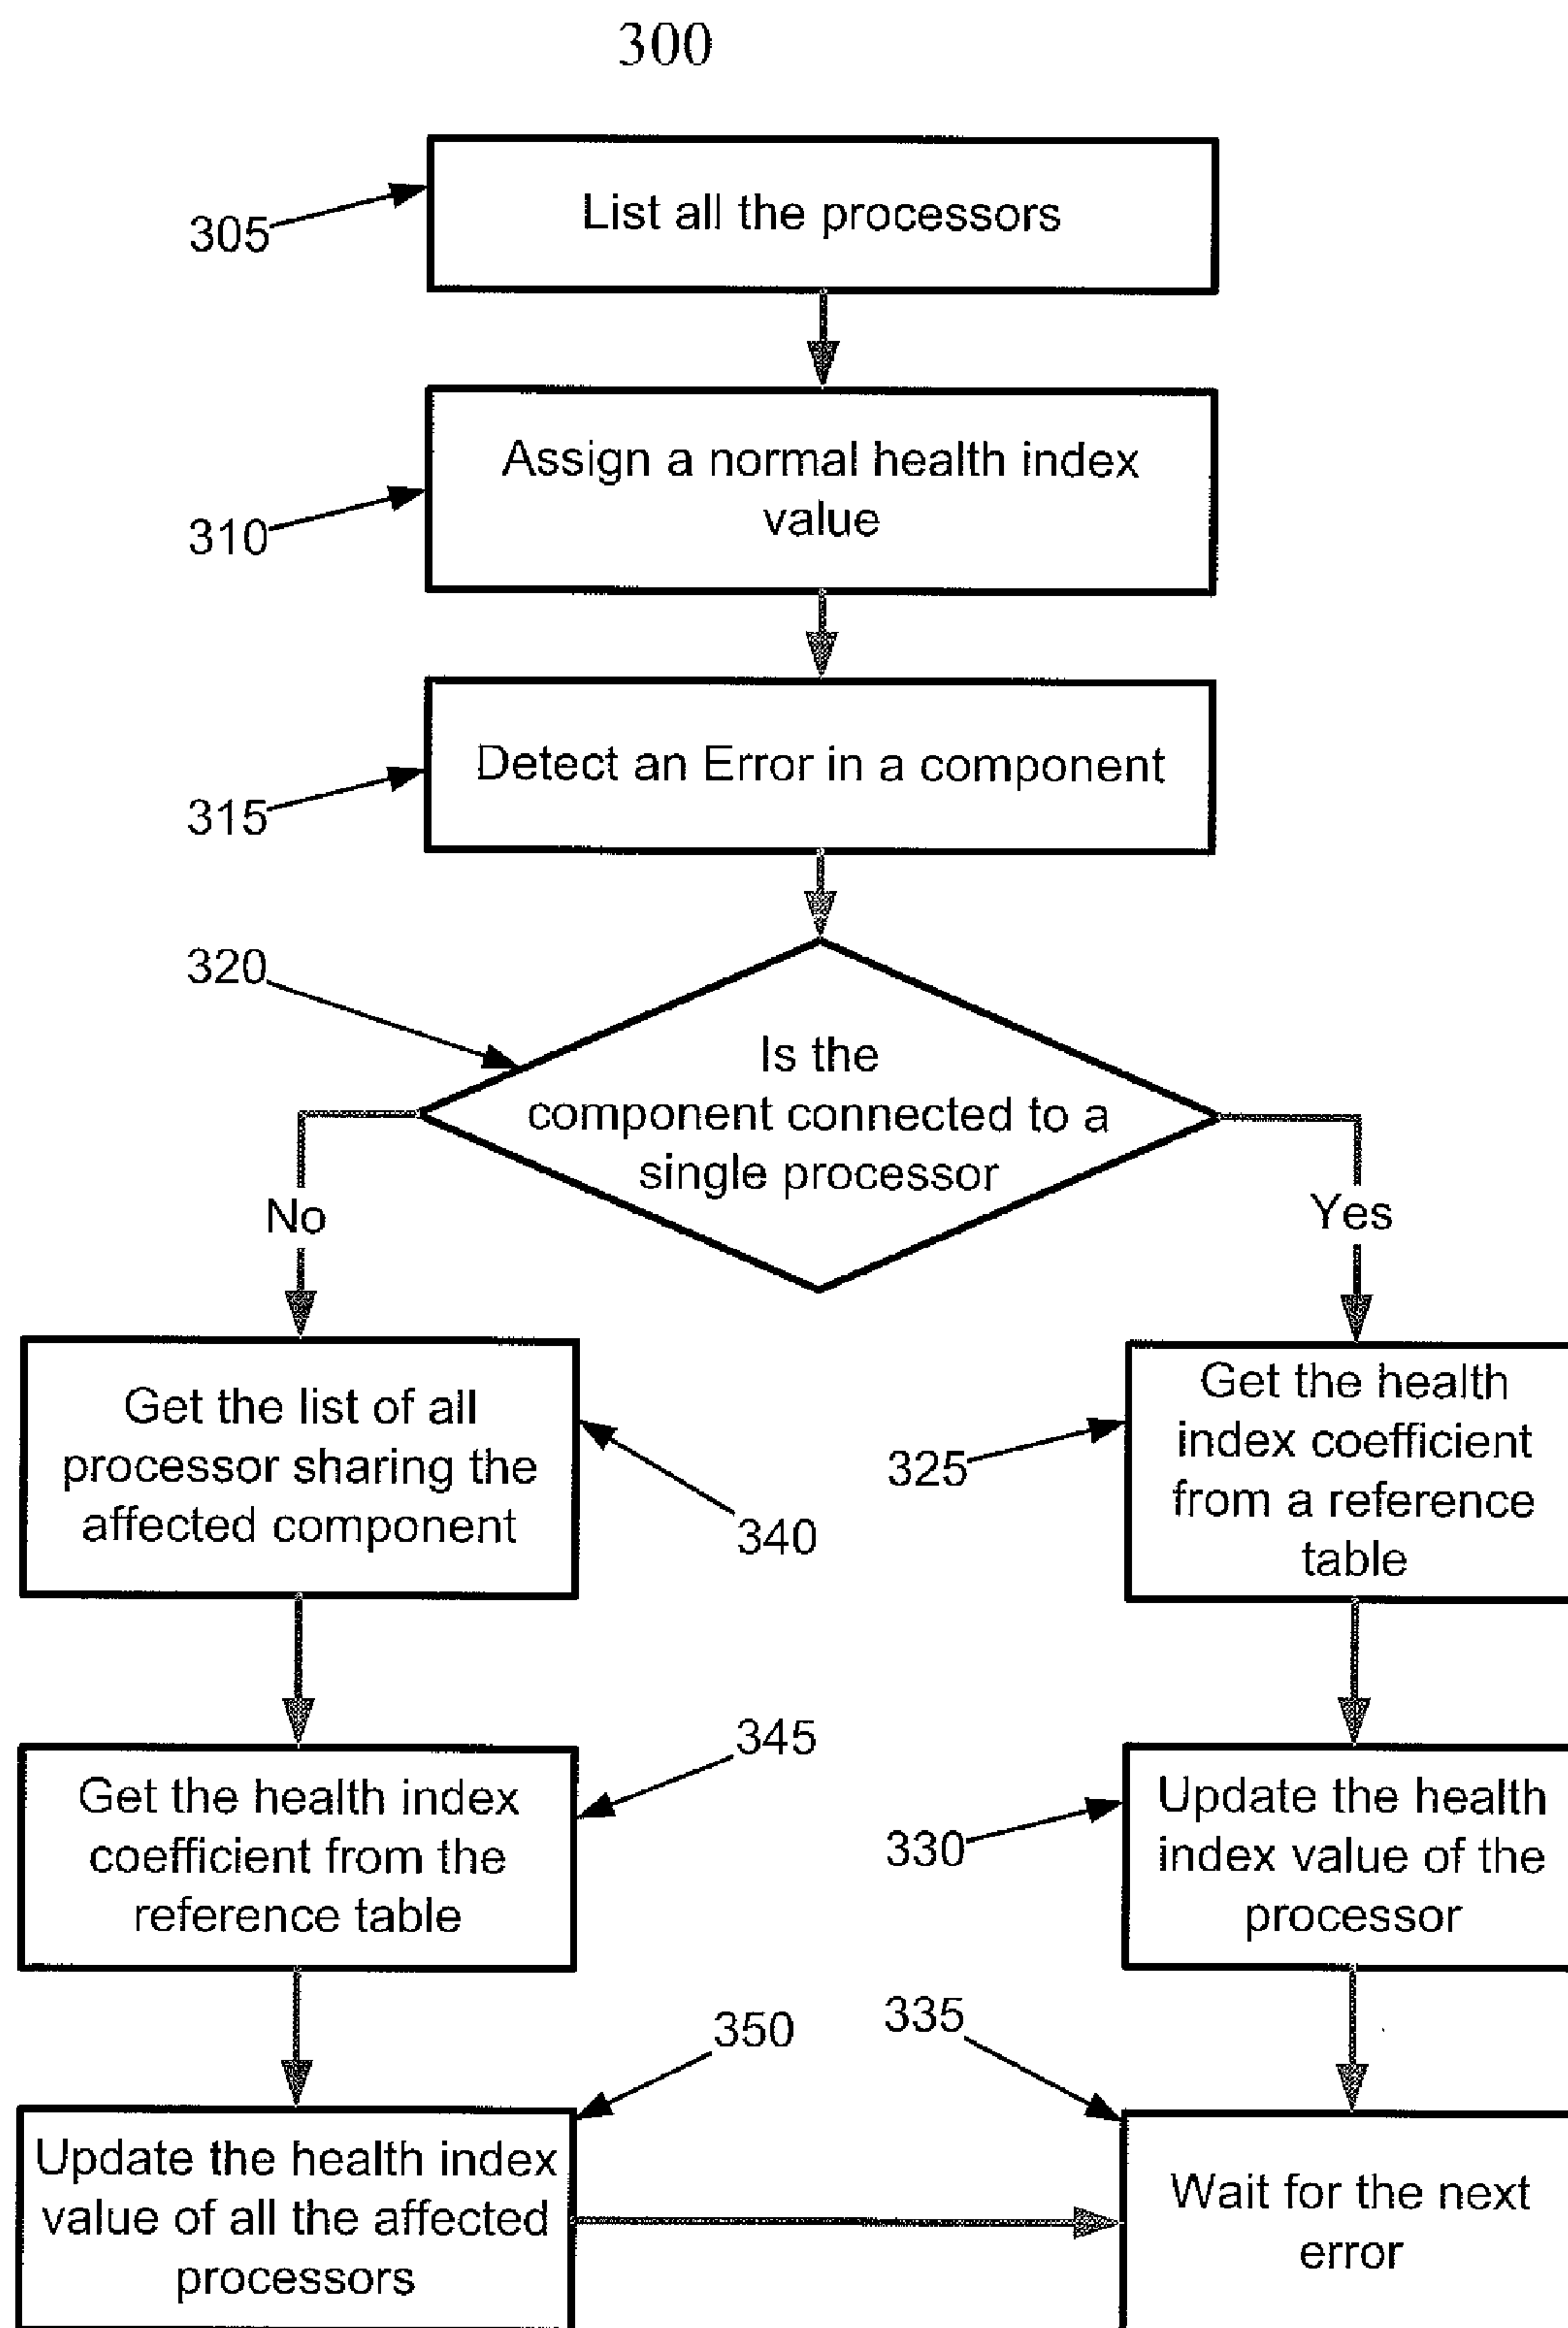 300
List all the processors
305
Assign a normal health index
value
310
Detect an Error in a component
315
320
Is the
component connected to a
single processor
No
Yes
Get the list of all
processor sharing the
affected component
340
Get the health
index coefficient
from a reference
table
325
345
Get the health index
coefficient from the
reference table
Update the health
index value of the
processor
330
350
335
Update the health index
value of all the affected
processors
Wait for the next
error